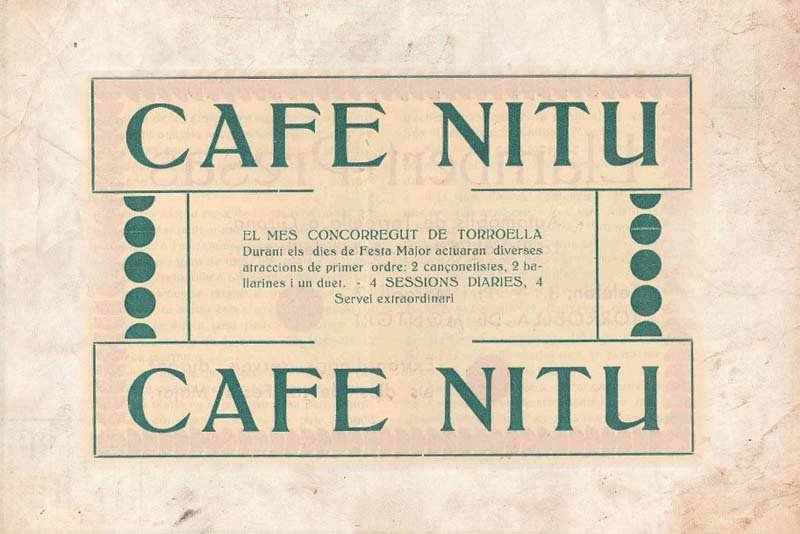 CAFE NITU
EL MES CONCORREGUT DE TORROELLA
Durant els dies de Festa Major actuaran diverses
atraccions de primer ordre: 2 cançonetistes, 2 ba-
llarines i un duet. - 4 SESSIONS DIARIES, 4
Servei extraordinari
CAFE NITU